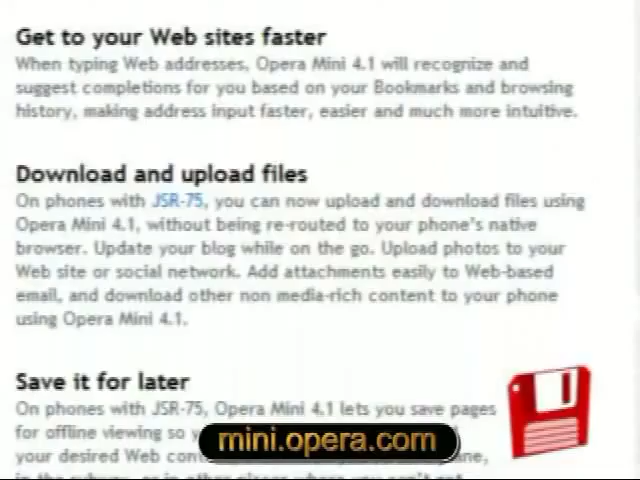 Get to your Web sites faster
When typing Web addresses, Opera Mini 4.1 will recognize and
suggest completions for you based on your Bookmarks and browsing
history, making address input faster, easier and much more intuitive.
Download and upload files
On phones with JSR-75, you can now upload and download files using
Opera Mini 4.1, without being re-routed to your phone's native
browser. Update your blog while on the go. Upload photos to your
Web site or social network. Add attachments easily to Web-based
email, and download other non media-rich content to your phone
using Opera Mini 4.1.
Save it for later
On phones with JSR-75, Opera Mini 4.1 lets you save pages
for offline viewing so
your desired Web
mini.opera.com